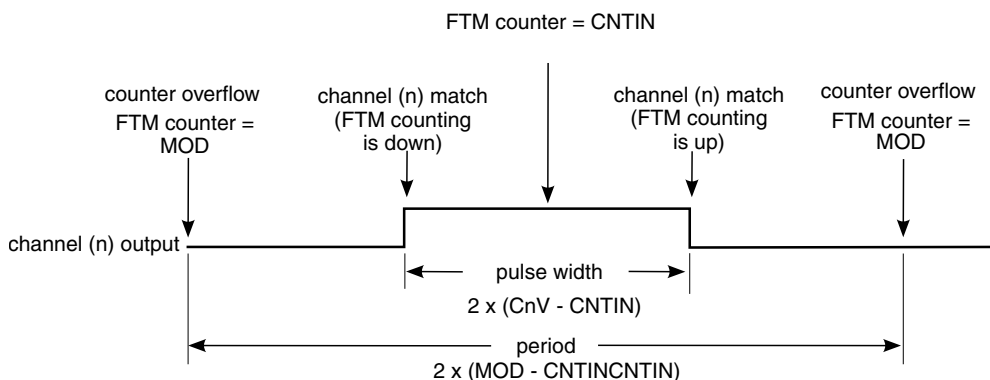 FTM counter = CNTIN
counter overflow
FTM counter =
MOD
channel (n) match
(FTM counting
is down)
channel (n) match
(FTM counting
is up)
counter overflow
FTM counter =
MOD
channel (n) output
pulse width
2 x (CnV - CNTIN)
period
2 x (MOD - CNTINCNTIN)